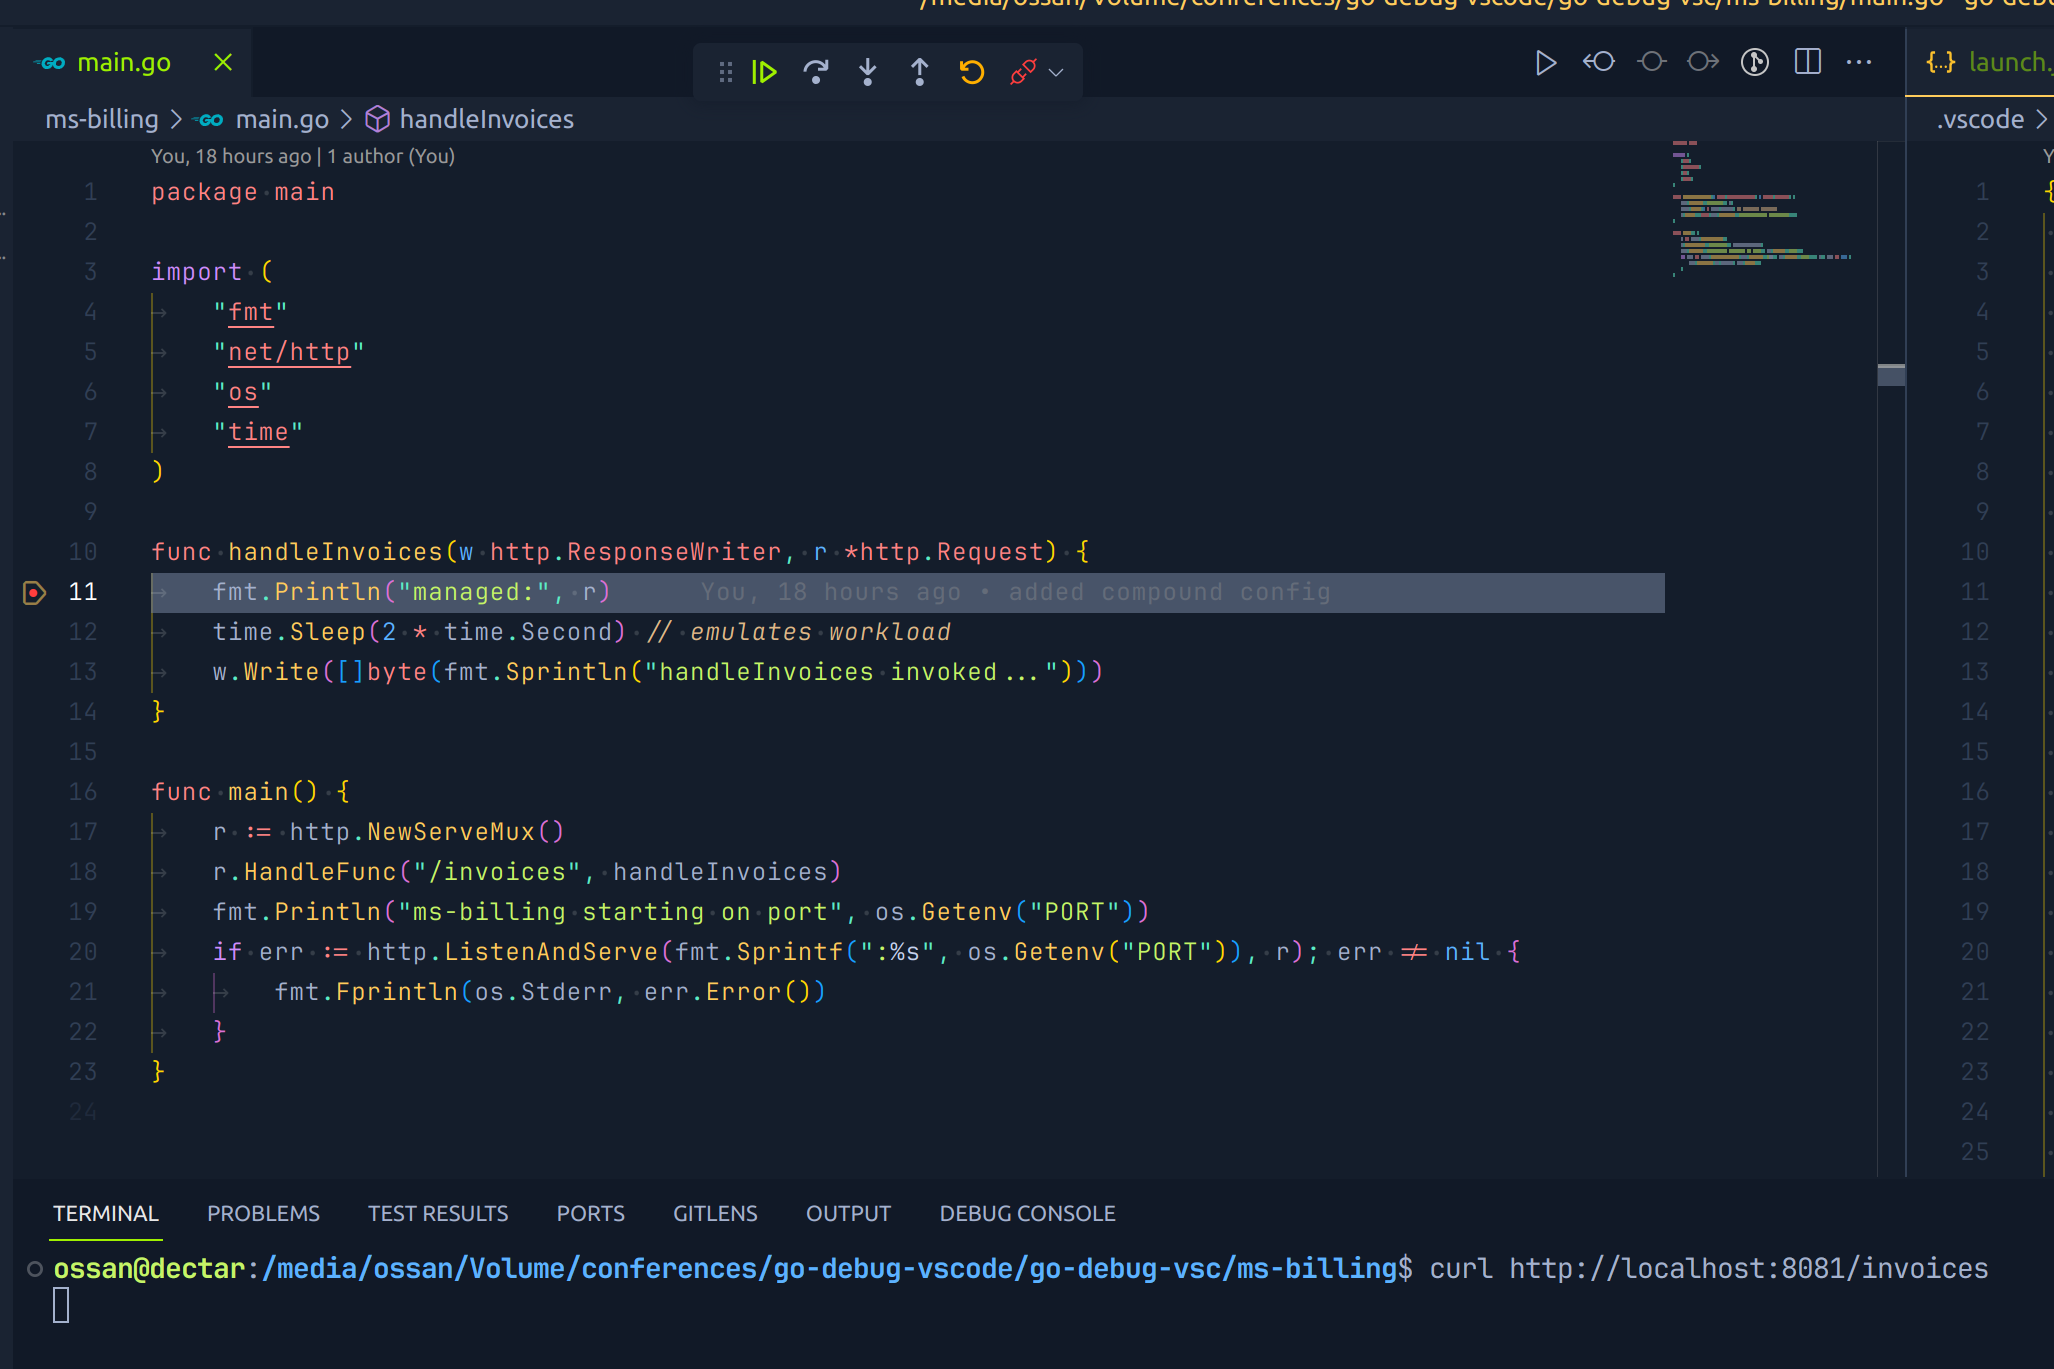 main.go
launch.
ms-billing > main.go > handleInvoices
.vscode >
You, 18 hours ago | 1 author (You)
1 package main
2
3 import (
4 "fmt"
5 "net/http"
6 "os"
7 "time"
8 )
9
10 func handleInvoices(w http.ResponseWriter, r *http.Request) {
11 fmt.Println("managed:", r) You, 18 hours ago • added compound config
12 time.Sleep(2 * time.Second) // emulates workload
13 w.Write([]byte(fmt.Sprintln("handleInvoices invoked...")))
14 }
15
16 func main() {
17 r := http.NewServeMux()
18 r.HandleFunc("/invoices", handleInvoices)
19 fmt.Println("ms-billing starting on port", os.Getenv("PORT"))
20 if err := http.ListenAndServe(fmt.Sprintf(":%s", os.Getenv("PORT")), r); err != nil {
21 fmt.Fprintln(os.Stderr, err.Error())
22 }
23 }
24
1 {
2
3
4
5
6
7
8
9
10
11
12
13
14
15
16
17
18
19
20
21
22
23
24
25
TERMINAL PROBLEMS TEST RESULTS PORTS GITLENS OUTPUT DEBUG CONSOLE
ossan@dectar:/media/ossan/Volume/conferences/go-debug-vscode/go-debug-vsc/ms-billing$ curl http://localhost:8081/invoices